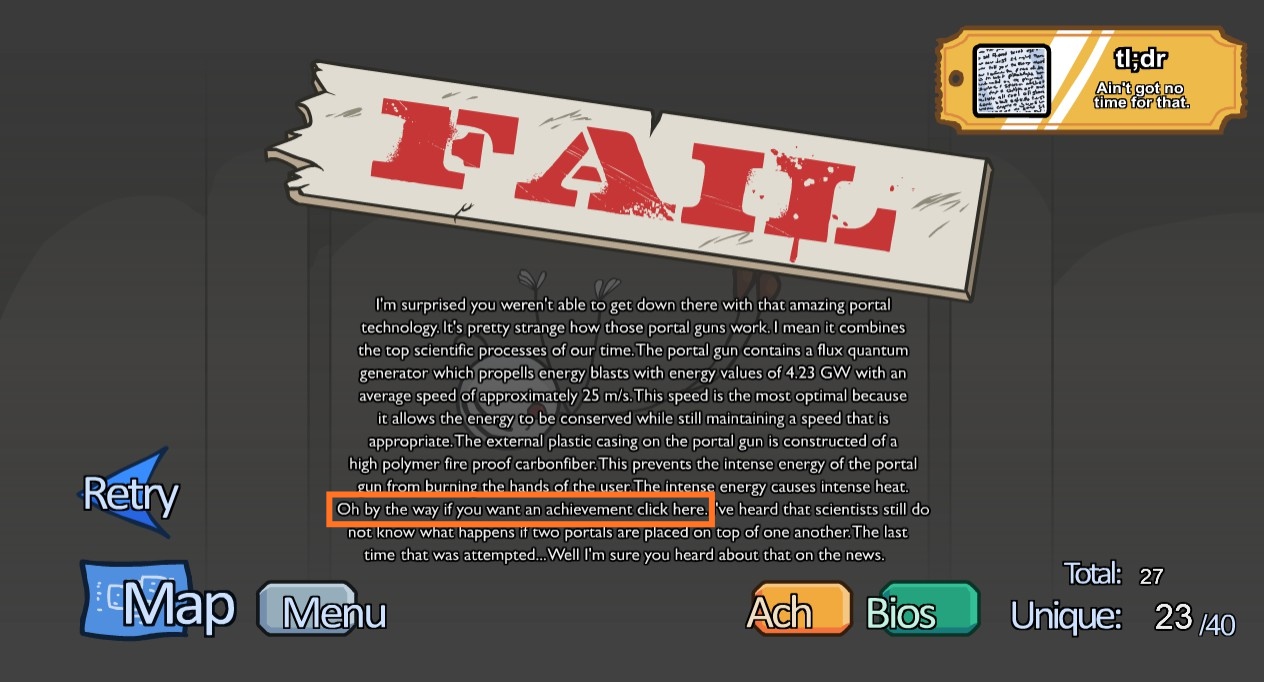 FAIL
tl;dr
Ain't got no
time for that.
I'm surprised you weren't able to get down there with that amazing portal
technology. It's pretty strange how those portal guns work. I mean it combines
the top scientific processes of our time. The portal gun contains a flux quantum
generator which propells energy blasts with energy values of 4.23 GW with an
average speed of approximately 25 m/s. This speed is the most optimal because
it allows the energy to be conserved while still maintaining a speed that is
appropriate. The external plastic casing on the portal gun is constructed of a
high polymer fire proof carbonfiber. This prevents the intense energy of the portal
gun from burning the hands of the user. The intense energy causes intense heat.
Oh by the way if you want an achievement click here. I've heard that scientists still do
not know what happens if two portals are placed on top of one another. The last
time that was attempted... Well I'm sure you heard about that on the news.
Retry
Map
Menu
Ach
Bios
Total: 27
Unique: 23 /40